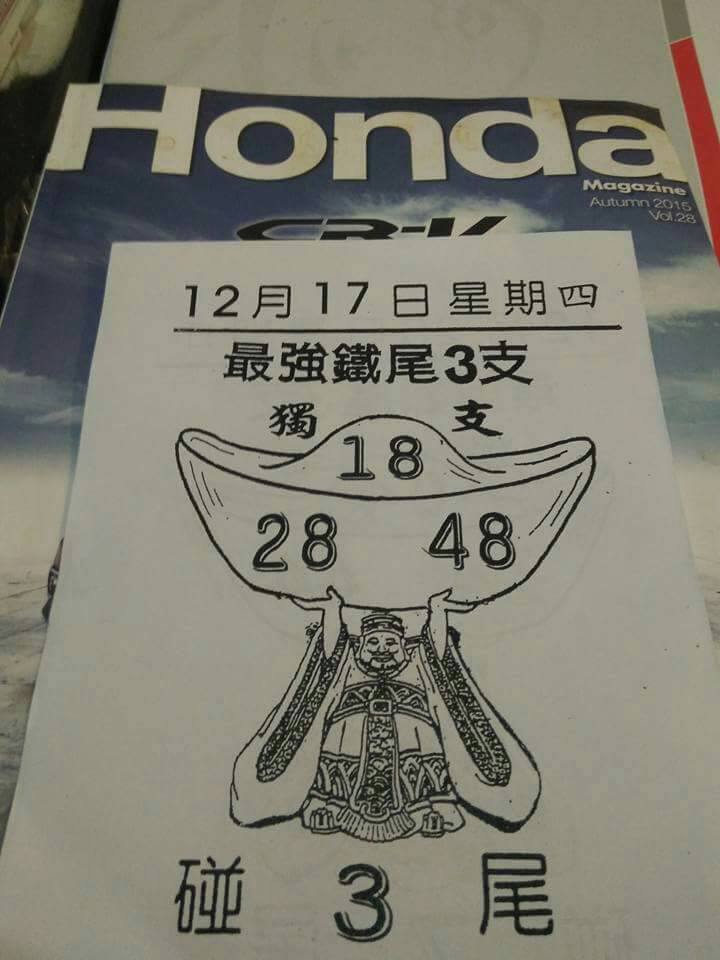 Honda
Magazine
Autumn 2015
Vol.28
CR-V
12月17日星期四
最強鐵尾3支
獨支
18
28 48
碰3尾